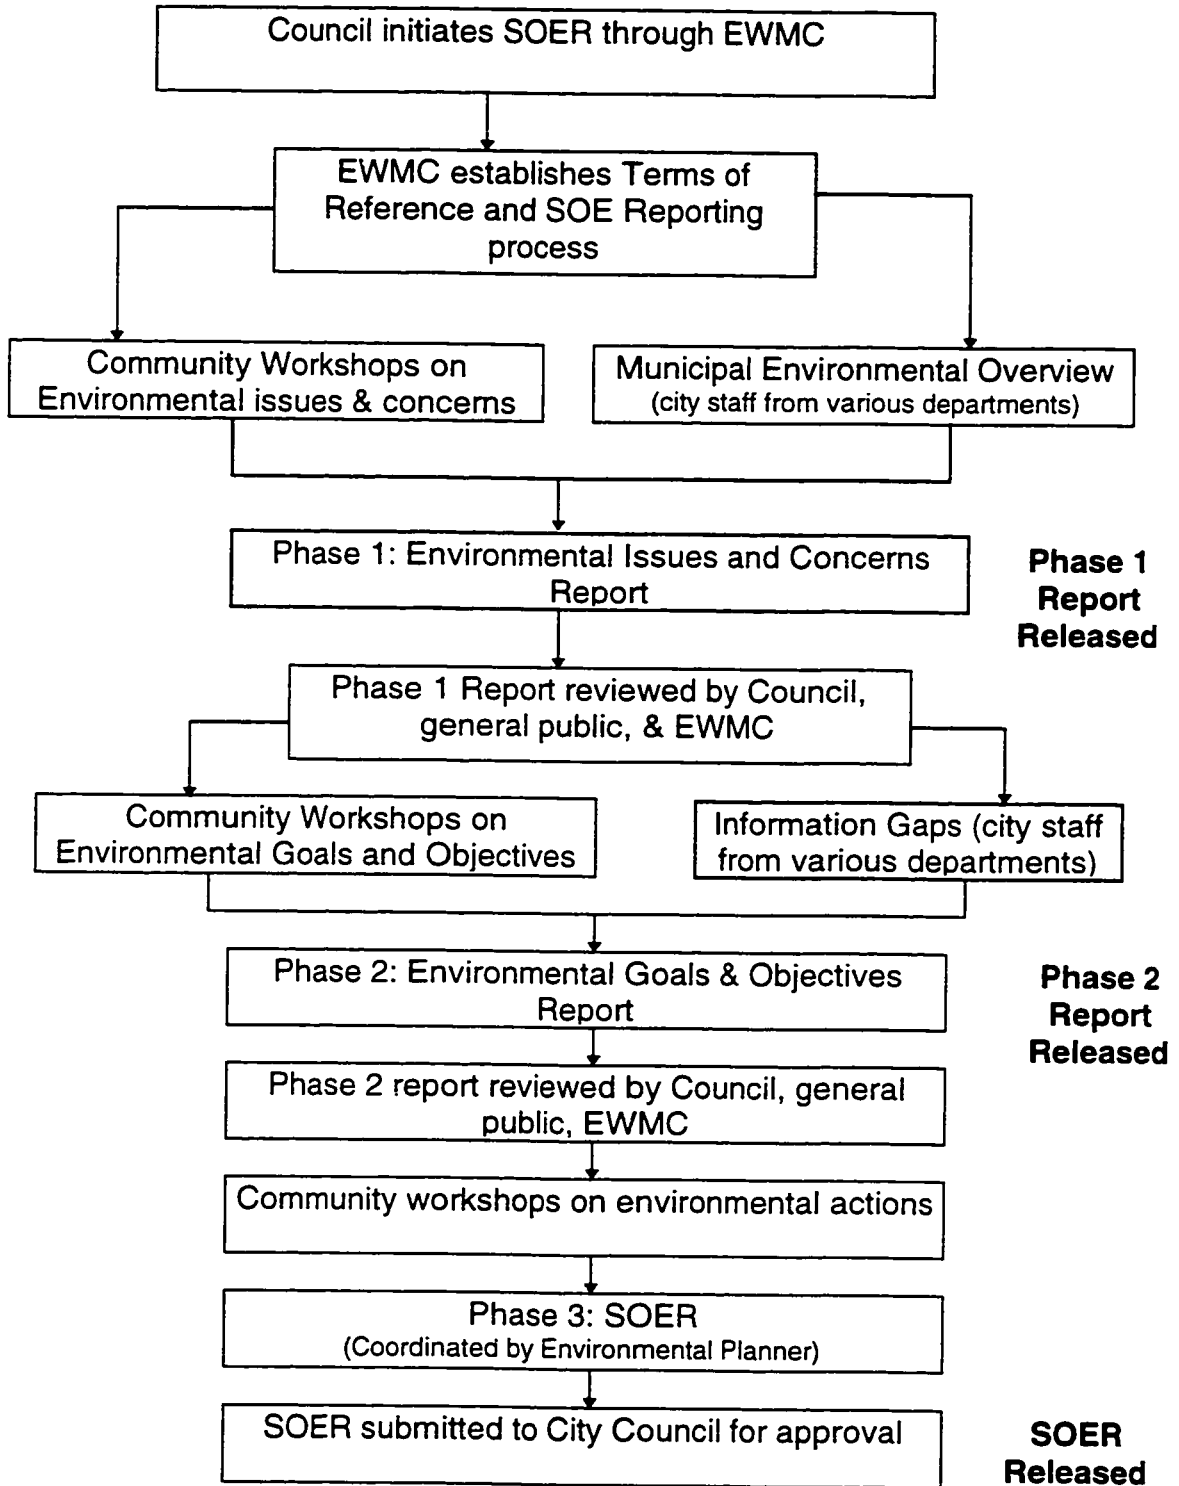 Council initiates SOER through EWMC
EWMC establishes Terms of
Reference and SOE Reporting
process
Community Workshops on
Environmental issues & concerns
Municipal Environmental Overview
(city staff from various departments)
Phase 1: Environmental Issues and Concerns
Report
Phase 1
Report
Released
Phase 1 Report reviewed by Council,
general public, & EWMC
Community Workshops on
Environmental Goals and Objectives
Information Gaps (city staff
from various departments)
Phase 2: Environmental Goals & Objectives
Report
Phase 2
Report
Released
Phase 2 report reviewed by Council, general
public, EWMC
Community workshops on environmental actions
Phase 3: SOER
(Coordinated by Environmental Planner)
SOER submitted to City Council for approval
SOER
Released